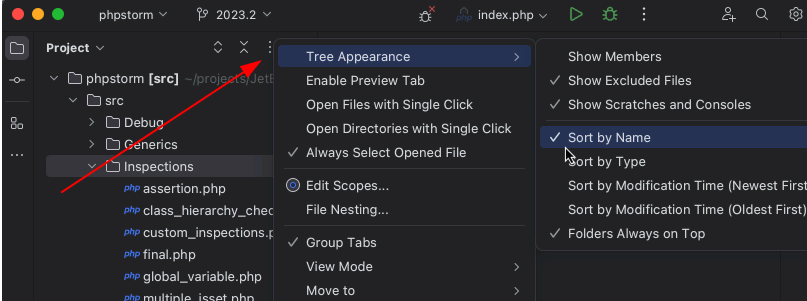 phpstorm
2023.2
index.php
Project
phpstorm [src] ~/projects/JetB
src
Debug
Generics
Inspections
php assertion.php
php class_hierarchy_chec
php custom_inspections.p
php final.php
php global_variable.php
php multiple_isset.php
Tree Appearance
Enable Preview Tab
Open Files with Single Click
Open Directories with Single Click
Always Select Opened File
Edit Scopes...
File Nesting...
Group Tabs
View Mode
Move to
Show Members
Show Excluded Files
Show Scratches and Consoles
Sort by Name
Sort by Type
Sort by Modification Time (Newest First
Sort by Modification Time (Oldest First)
Folders Always on Top